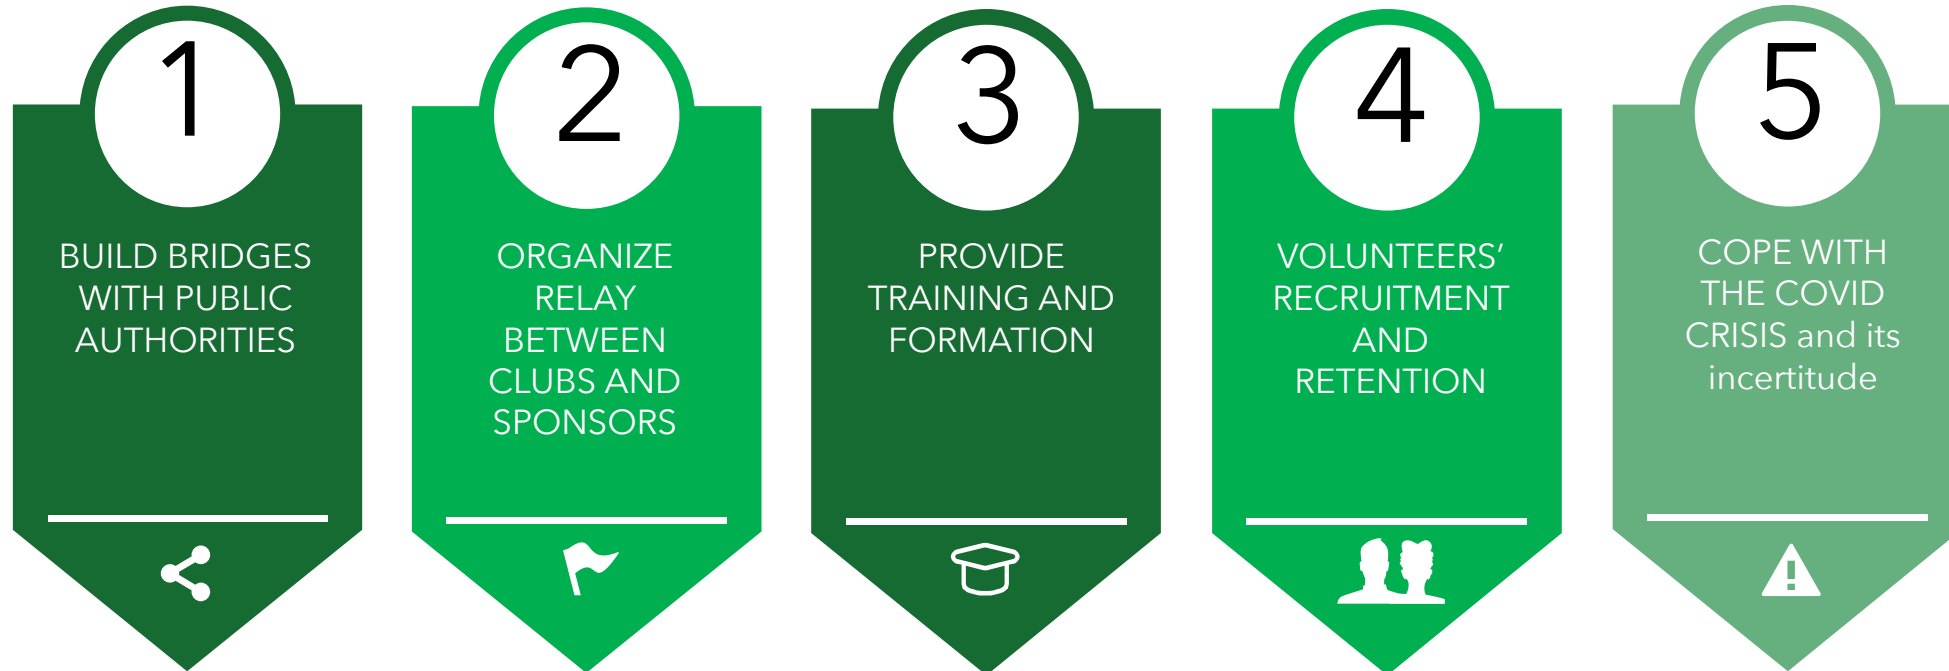 1
BUILD BRIDGES
WITH PUBLIC
AUTHORITIES
2
ORGANIZE
RELAY
BETWEEN
CLUBS AND
SPONSORS
3
PROVIDE
TRAINING AND
FORMATION
4
VOLUNTEERS’
RECRUITMENT
AND
RETENTION
5
COPE WITH
THE COVID
CRISIS and its
incertitude